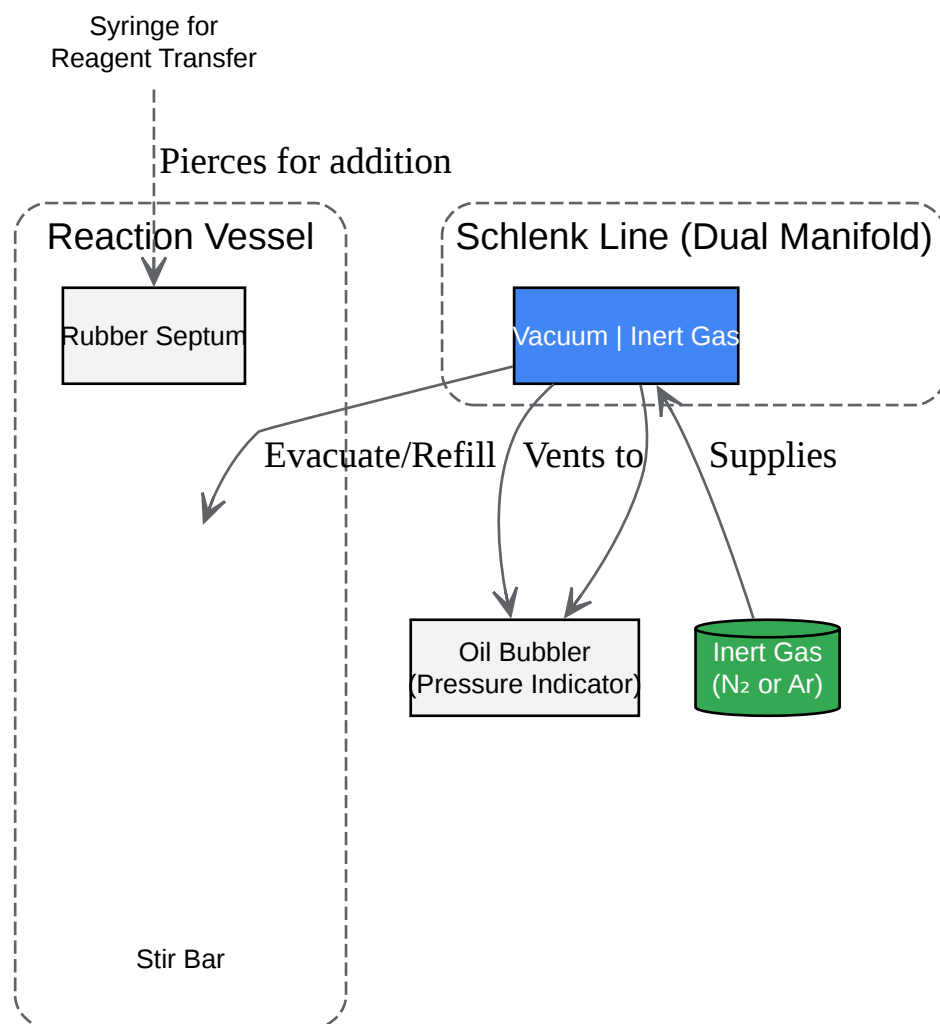 Syringe for
Reagent Transfer
Pierces for addition
Reaction Vessel
Schlenk Line (Dual Manifold)
Rubber Septum
Vacuum | Inert Gas
Evacuate/Refill
Vents to
Supplies
Oil Bubbler
(Pressure Indicator)
Inert Gas
(N₂ or Ar)
Stir Bar